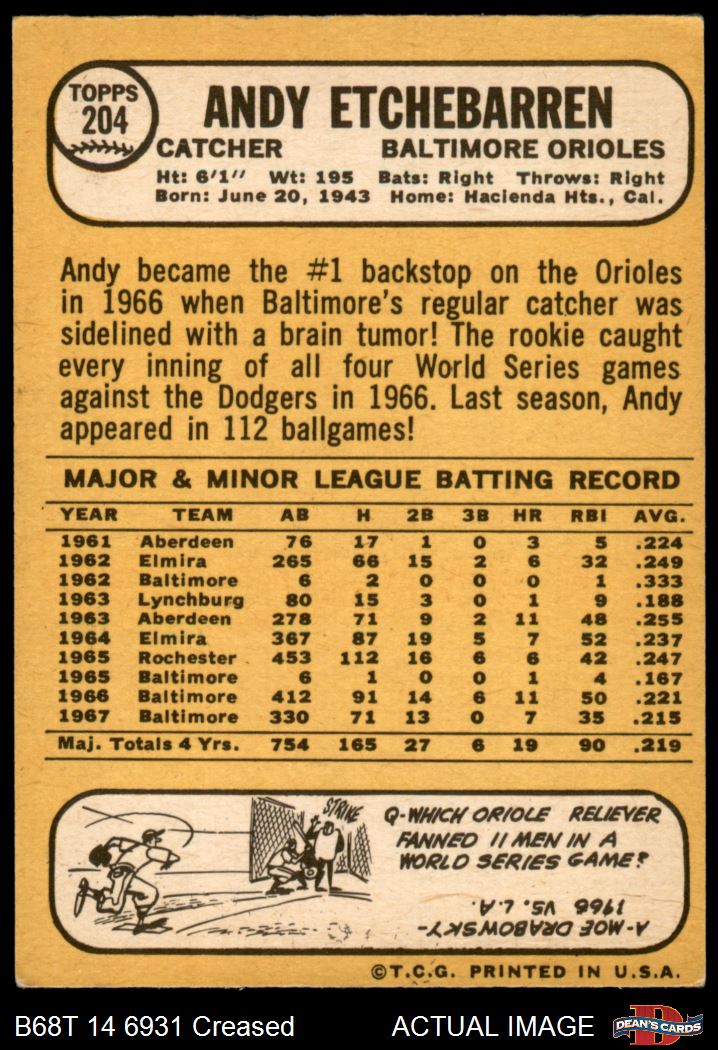 TOPPS
204
ANDY ETCHEBARREN
CATCHER BALTIMORE ORIOLES
Ht: 6'1" Wt: 195 Bats: Right Throws: Right
Born: June 20, 1943 Home: Hacienda Hts., Cal.
Andy became the #1 backstop on the Orioles
in 1966 when Baltimore's regular catcher was
sidelined with a brain tumor! The rookie caught
every inning of all four World Series games
against the Dodgers in 1966. Last season, Andy
appeared in 112 ballgames!
MAJOR & MINOR LEAGUE BATTING RECORD
YEAR TEAM AB H 2B 3B HR RBI AVG.
1961 Aberdeen 76 17 1 0 3 5 .224
1962 Elmira 265 66 15 2 6 32 .249
1962 Baltimore 6 2 0 0 0 1 .333
1963 Lynchburg 80 15 3 0 1 9 .188
1963 Aberdeen 278 71 9 2 11 48 .255
1964 Elmira 367 87 19 5 7 52 .237
1965 Rochester 453 112 16 6 6 42 .247
1965 Baltimore 6 1 0 0 1 4 .167
1966 Baltimore 412 91 14 6 11 50 .221
1967 Baltimore 330 71 13 0 7 35 .215
Maj. Totals 4 Yrs. 754 165 27 6 19 90 .219
STRIKE
Q-WHICH ORIOLE RELIEVER
FANNED 11 MEN IN A
WORLD SERIES GAME?
A-MOE DRABOWSKY-
1966 VS. L.A.
©T.C.G. PRINTED IN U.S.A.
B68T 14 6931 Creased ACTUAL IMAGE
D
DEAN'S CARDS